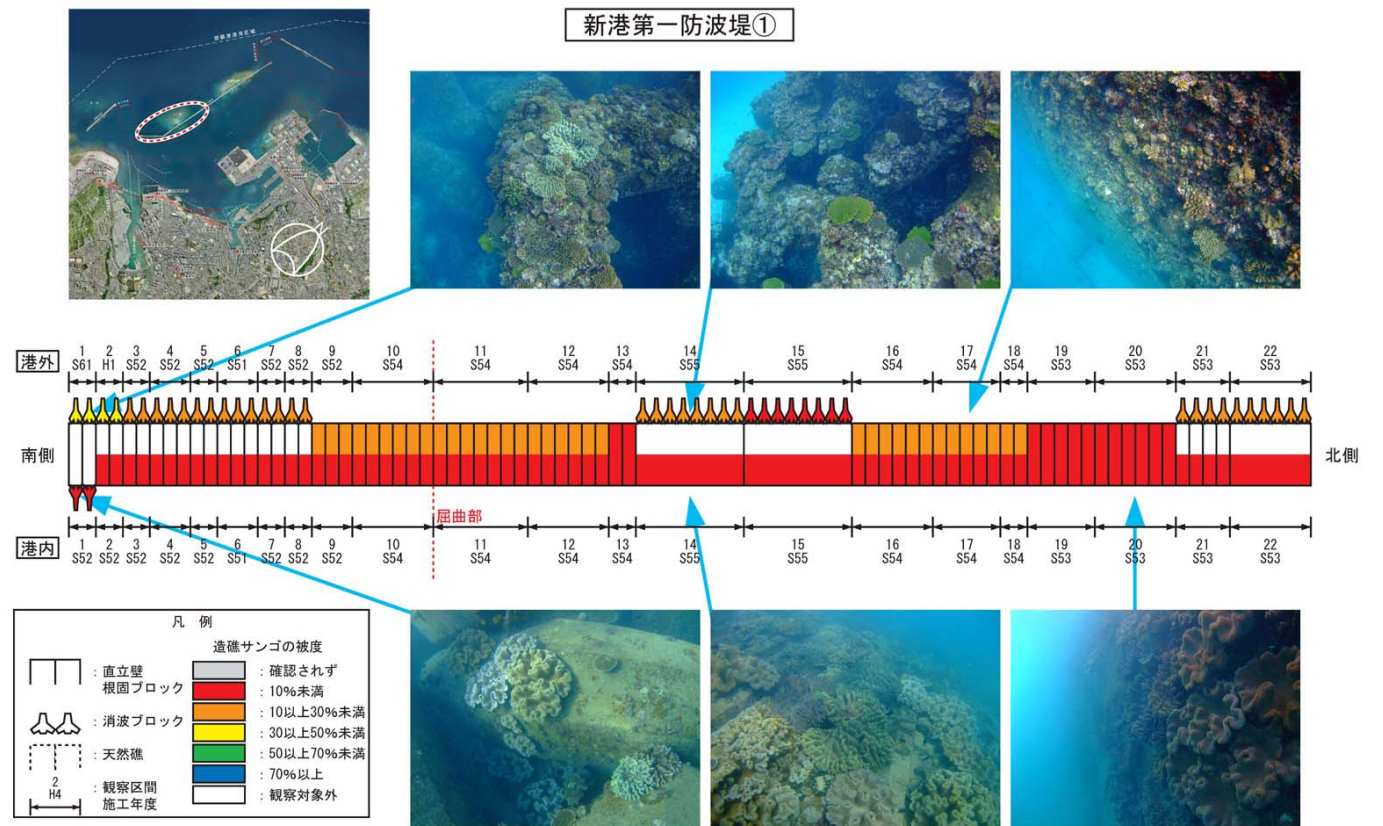 新港第一防波堤①
港外
1 2 3 4 5 6 7 8 9 10 11 12 13 14 15 16 17 18 19 20 21 22
S61 H1 S52 S52 S52 S51 S52 S52 S52 S54 S54 S54 S54 S55 S55 S54 S54 S54 S53 S53 S53 S53
南側
北側
屈曲部
港内
1 2 3 4 5 6 7 8 9 10 11 12 13 14 15 16 17 18 19 20 21 22
S52 S52 S52 S52 S52 S51 S52 S52 S52 S54 S54 S54 S54 S55 S55 S54 S54 S54 S53 S53 S53 S53
凡 例
造礁サンゴの被度
：直立壁
根固ブロック
：消波ブロック
：天然礁
2
H4
：観察区間
施工年度
：確認されず
：10%未満
：10以上30%未満
：30以上50%未満
：50以上70%未満
：70%以上
：観察対象外